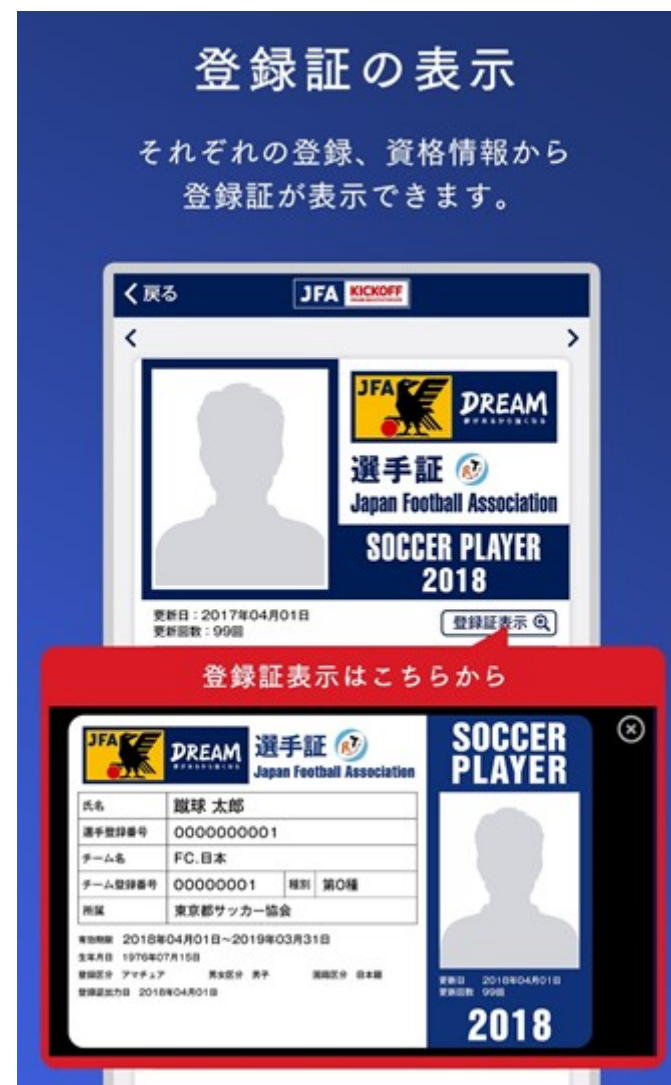 登録証の表示
それぞれの登録、資格情報から
登録証が表示できます。
戻る
JFA KICKOFF
JFA
DREAM
夢があるから強くなる
選手証
Japan Football Association
SOCCER PLAYER
2018
更新日：2017年04月01日
更新回数：99回
登録証表示
登録証表示はこちらから
JFA
DREAM
選手証
Japan Football Association
SOCCER
PLAYER
氏名 蹴球 太郎
選手登録番号 0000000001
チーム名 FC.日本
チーム登録番号 00000001 種別 第0種
所属 東京都サッカー協会
有効期限 2018年04月01日~2019年03月31日
生年月日 1976年07月15日
登録区分 アマチュア 男女区分 男子 国籍区分 日本籍
登録証出力日 2018年04月01日
更新日 2018年04月01日
更新回数 99回
2018